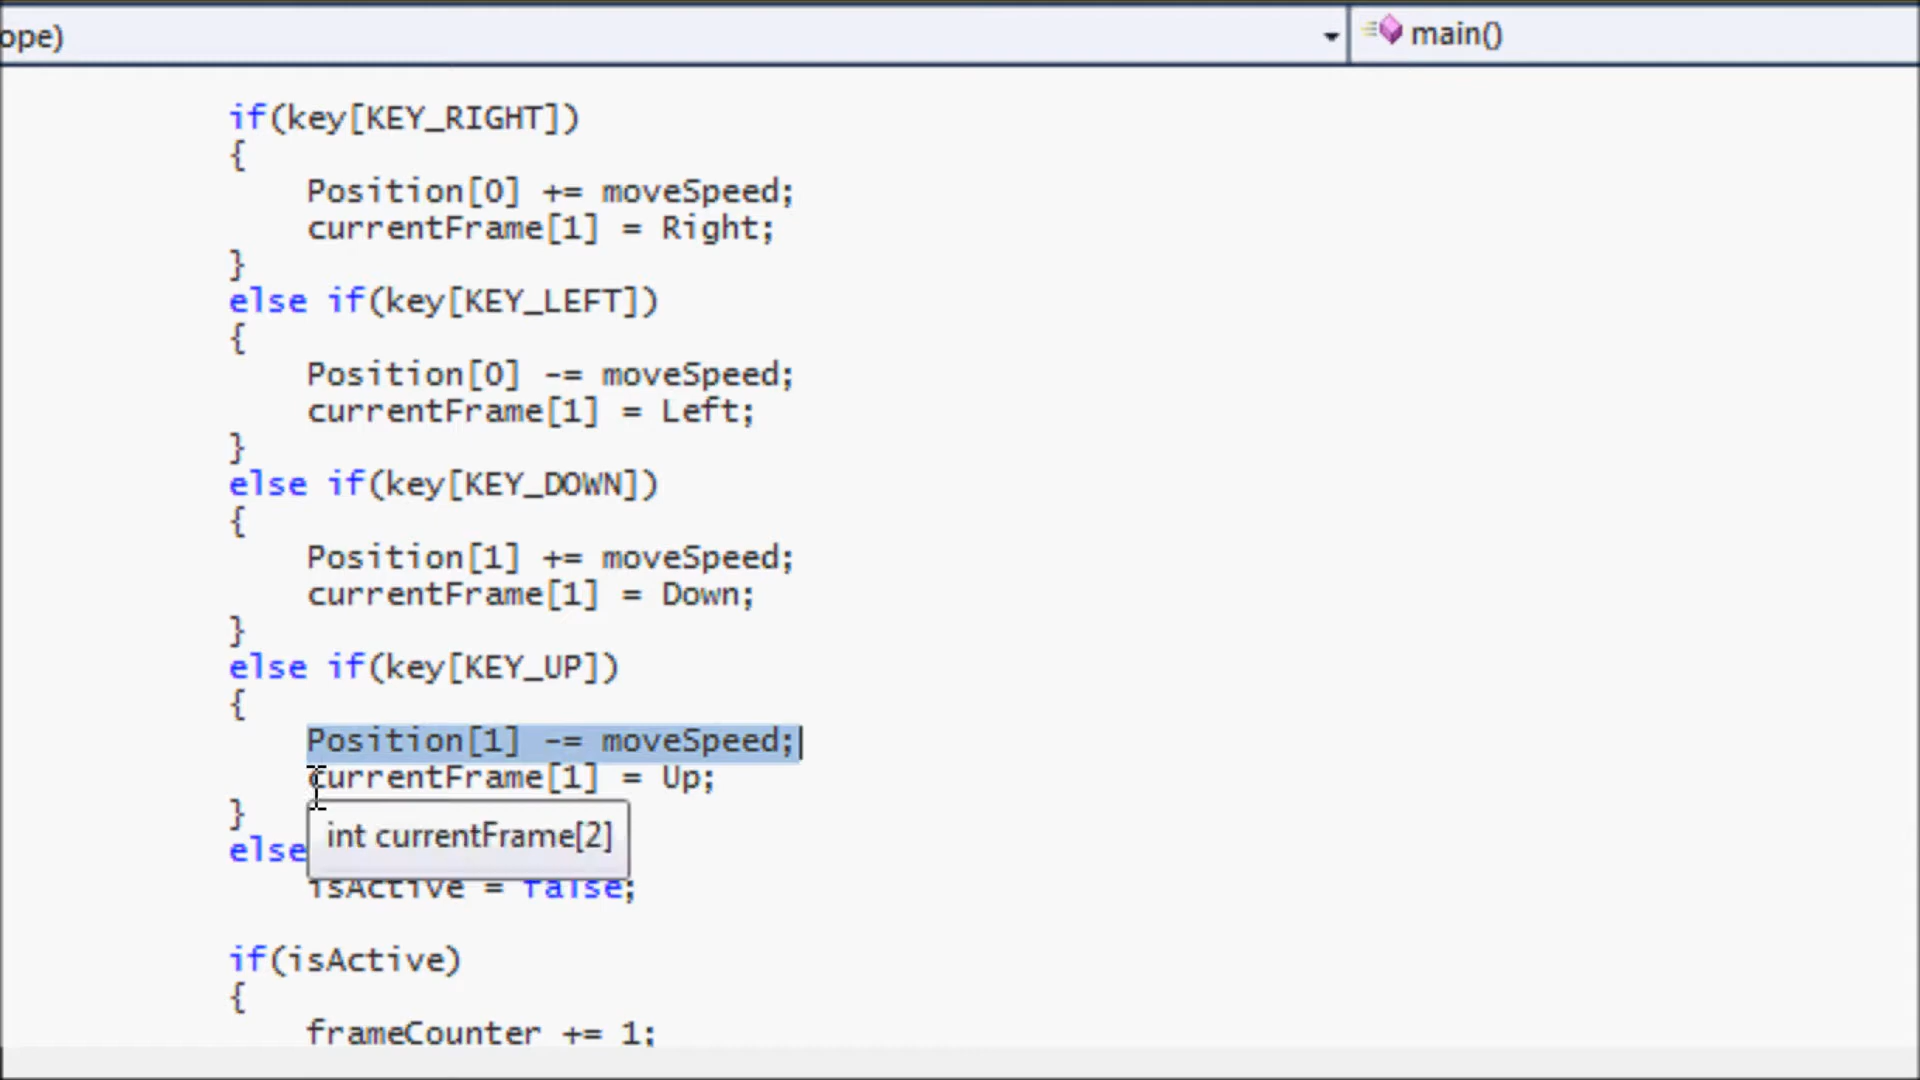 ope) main()
if(key[KEY_RIGHT])
{
Position[0] += moveSpeed;
currentFrame[1] = Right;
}
else if(key[KEY_LEFT])
{
Position[0] -= moveSpeed;
currentFrame[1] = Left;
}
else if(key[KEY_DOWN])
{
Position[1] += moveSpeed;
currentFrame[1] = Down;
}
else if(key[KEY_UP])
{
Position[1] -= moveSpeed;
currentFrame[1] = Up;
}
int currentFrame[2]
else
isActive = false;
if(isActive)
{
frameCounter += 1;